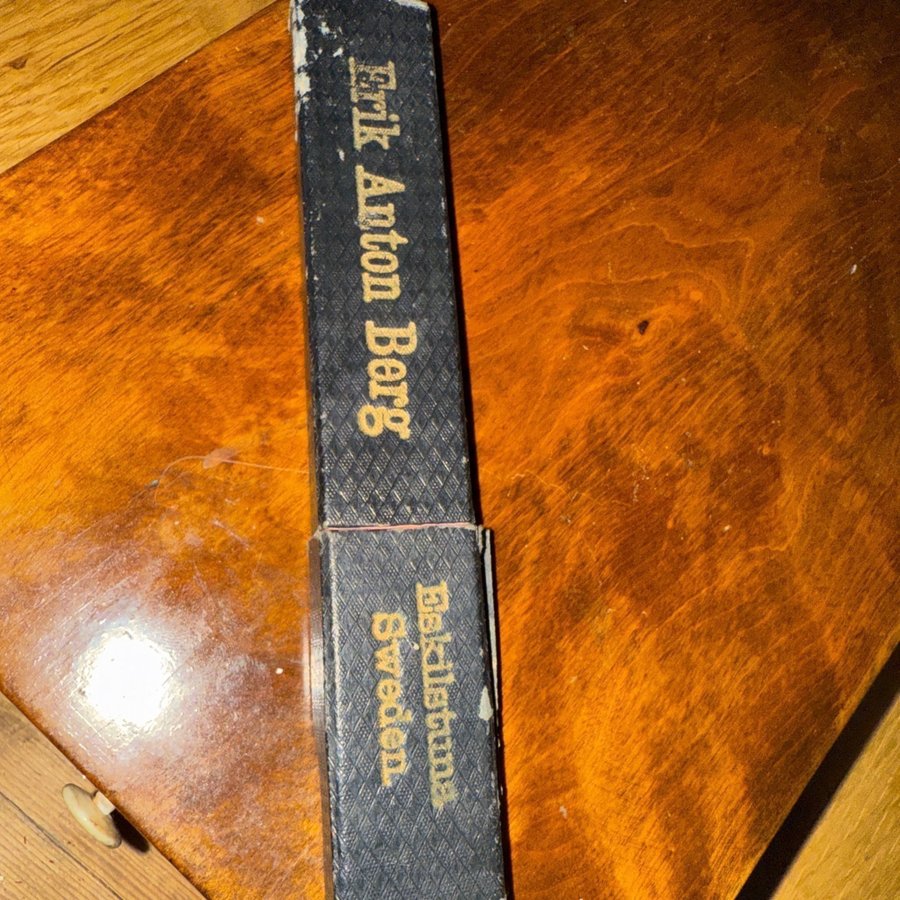 Erik Anton Berg
Eskilstuna
Sweden.